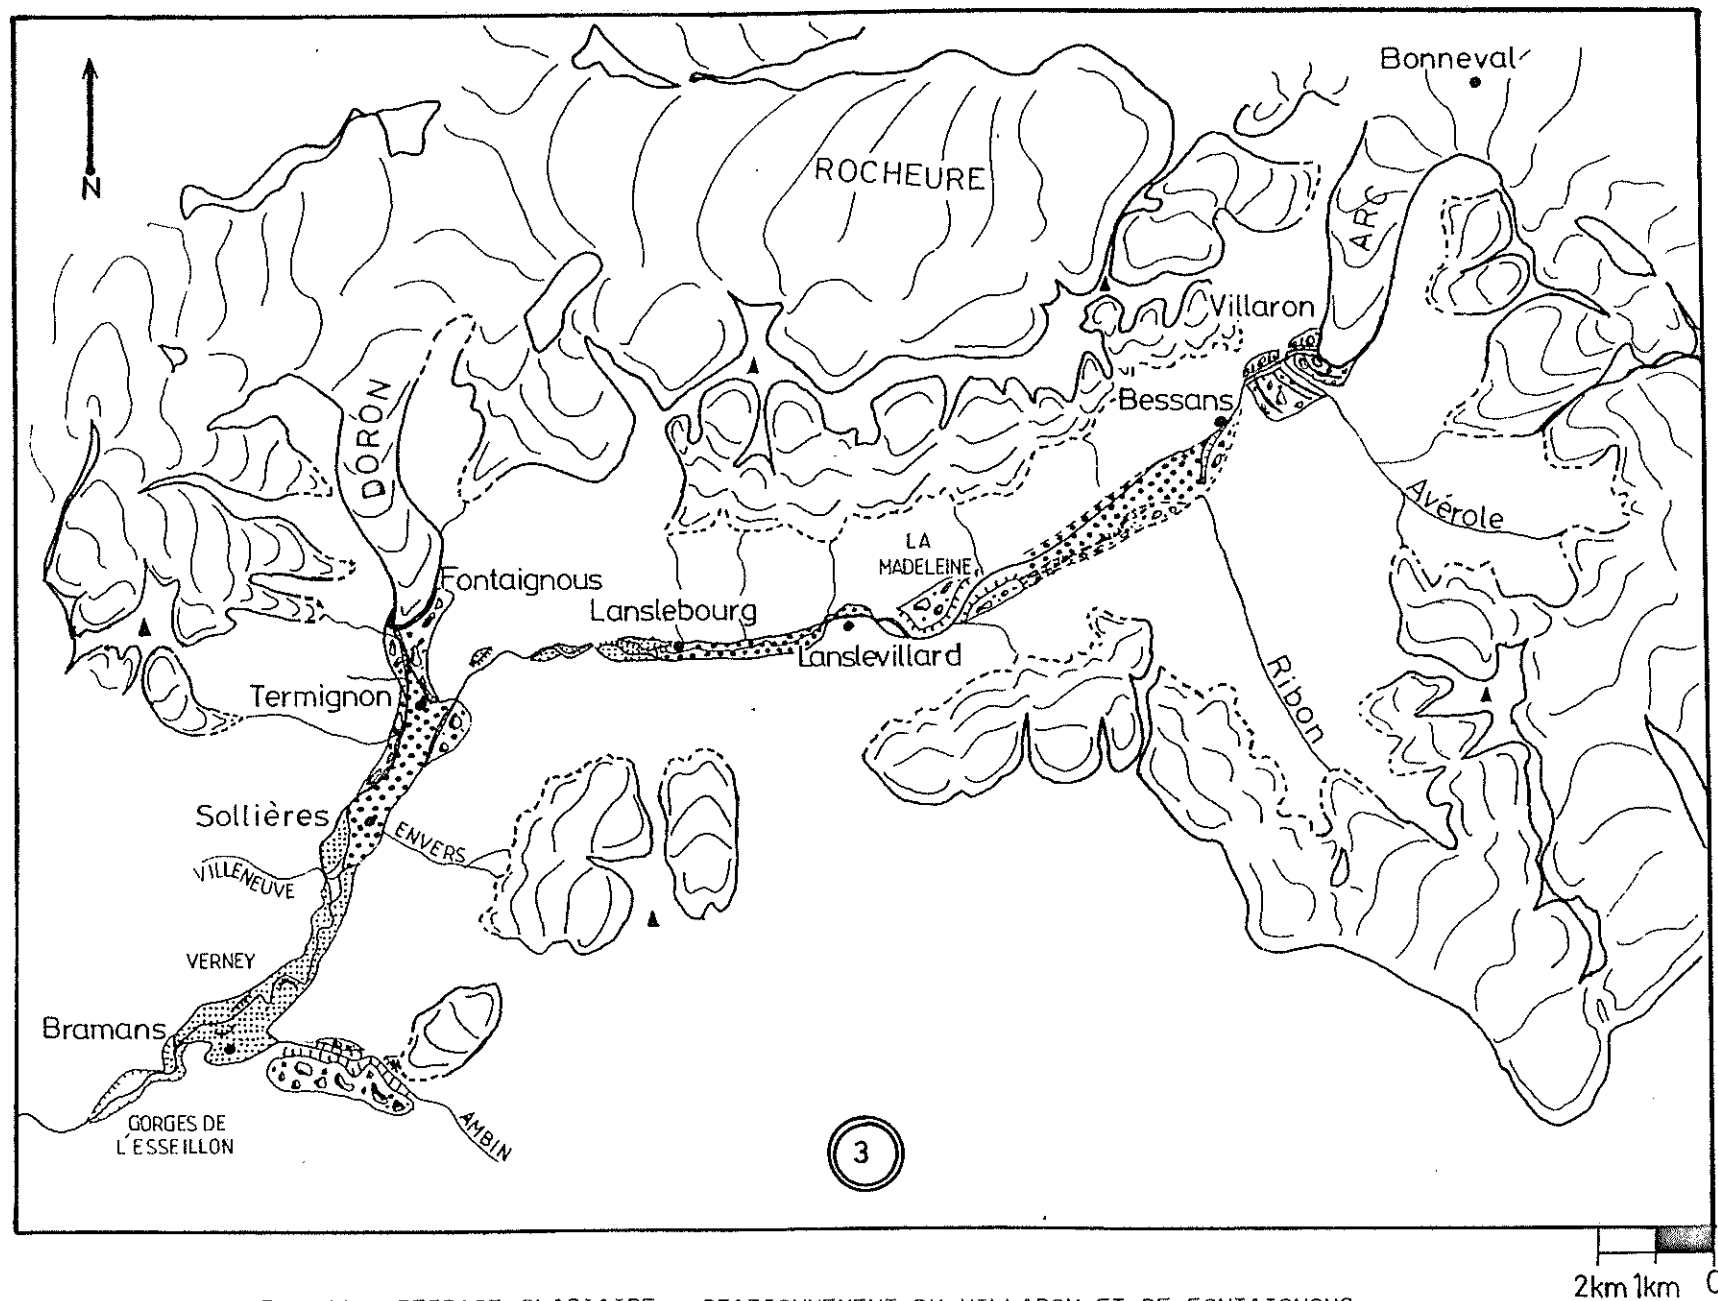 Bonneval
N
ROCHEURE
ARC
Villaron
DORON
Bessans
Avérole
LA
MADELEINE
Fontaignous
Lanslebourg
Lanslevillard
Ribon
Termignon
Sollières
ENVERS
VILLENEUVE
VERNEY
Bramans
GORGES DE
L'ESSEILLON
AMBIN
3
2km 1km 0